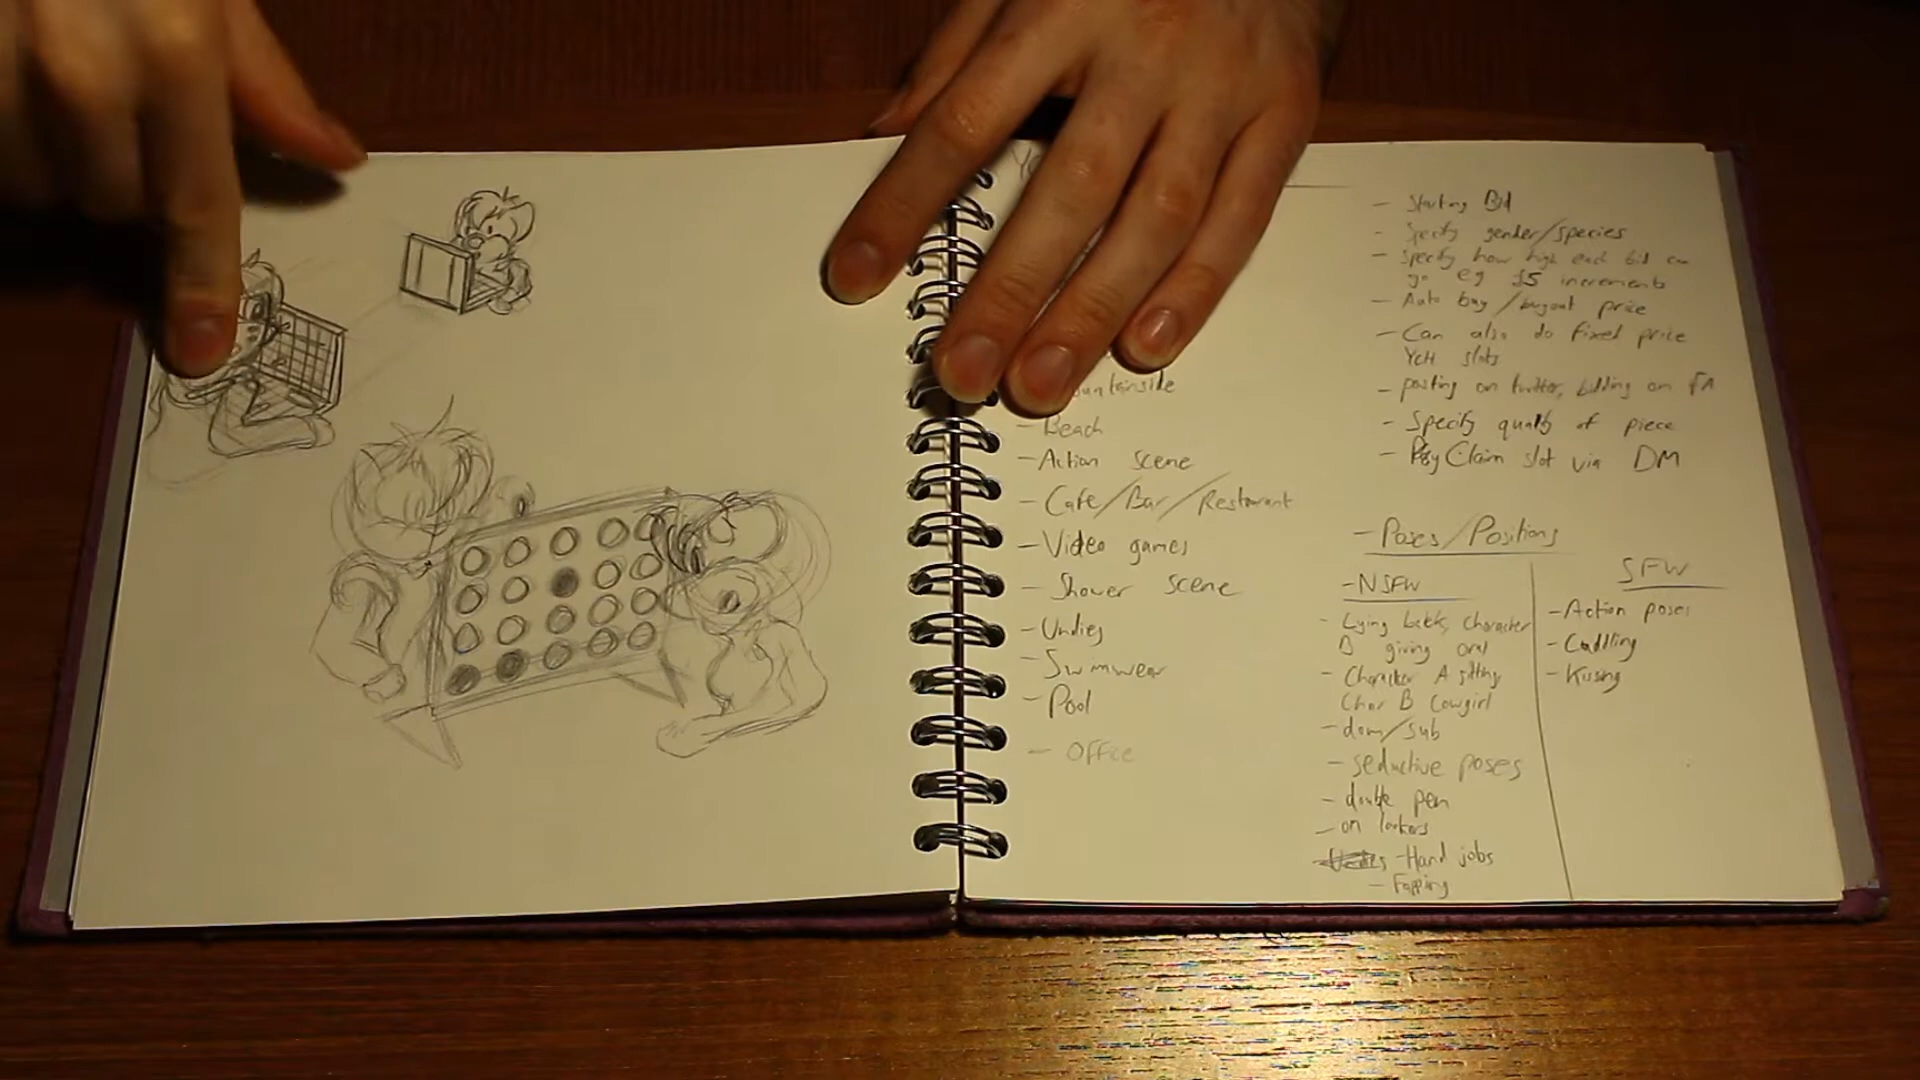 - Beach
- Action scene
- Cafe/Bar/Restaurant
- Video games
- Shower scene
- Undies
- Swimwear
- Pool
- Office
- Starting Bid
- Specify gender/species
- Specify how high each bid can
go eg $5 increments
- Auto buy/buyout price
- Can also do fixed price
YCH slots
- posting on twitter, bidding on FA
- Specify quality of piece
- Claim slot via DM
- Poses/Positions
- NSFW
- Lying back, character
B giving oral
- Character A sitting
Char B Cowgirl
- dom/sub
- seductive poses
- double pen
- on lookers
- Hand jobs
- Fapping
SFW
- Action poses
- Cuddling
- Kissing